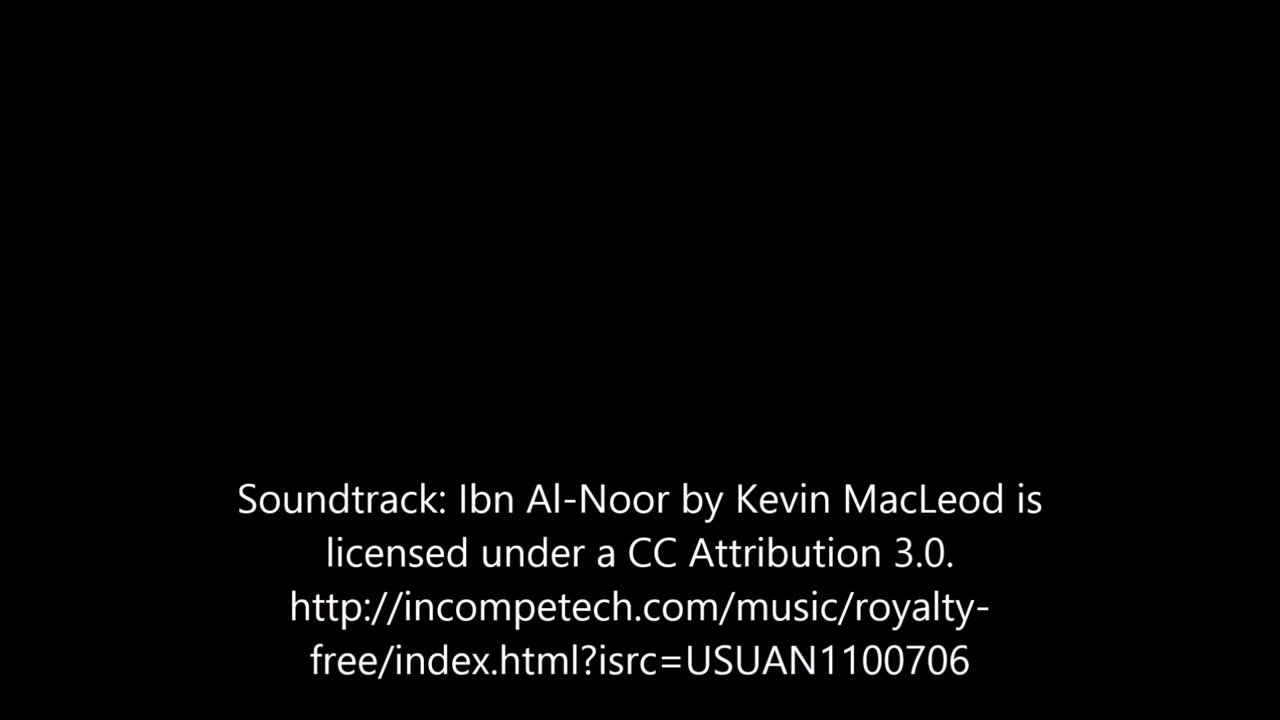 Soundtrack: Ibn Al-Noor by Kevin MacLeod is
licensed under a CC Attribution 3.0.
http://incompetech.com/music/royalty-
free/index.html?isrc=USUAN1100706